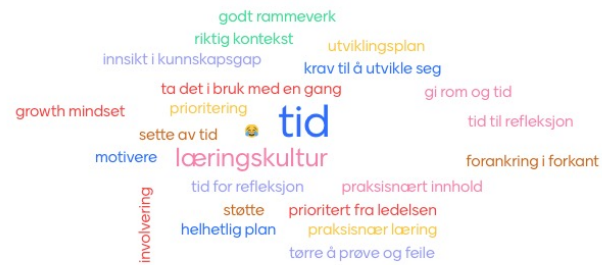 godt rammeverk
riktig kontekst
utviklingsplan
innsikt i kunnskapsgap
krav til å utvikle seg
ta det i bruk med en gang
gi rom og tid
growth mindset
prioritering
tid
tid til refleksjon
sette av tid
😂
motivere
læringskultur
forankring i forkant
tid for refleksjon
praksisnært innhold
involvering
støtte
prioritert fra ledelsen
helhetlig plan
praksisnær læring
tørre å prøve og feile